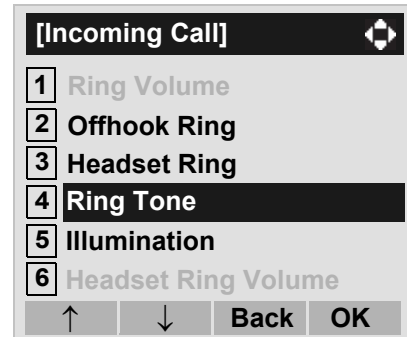 [Incoming Call]
1 Ring Volume
2 Offhook Ring
3 Headset Ring
4 Ring Tone
5 Illumination
6 Headset Ring Volume
↑ ↓ Back OK